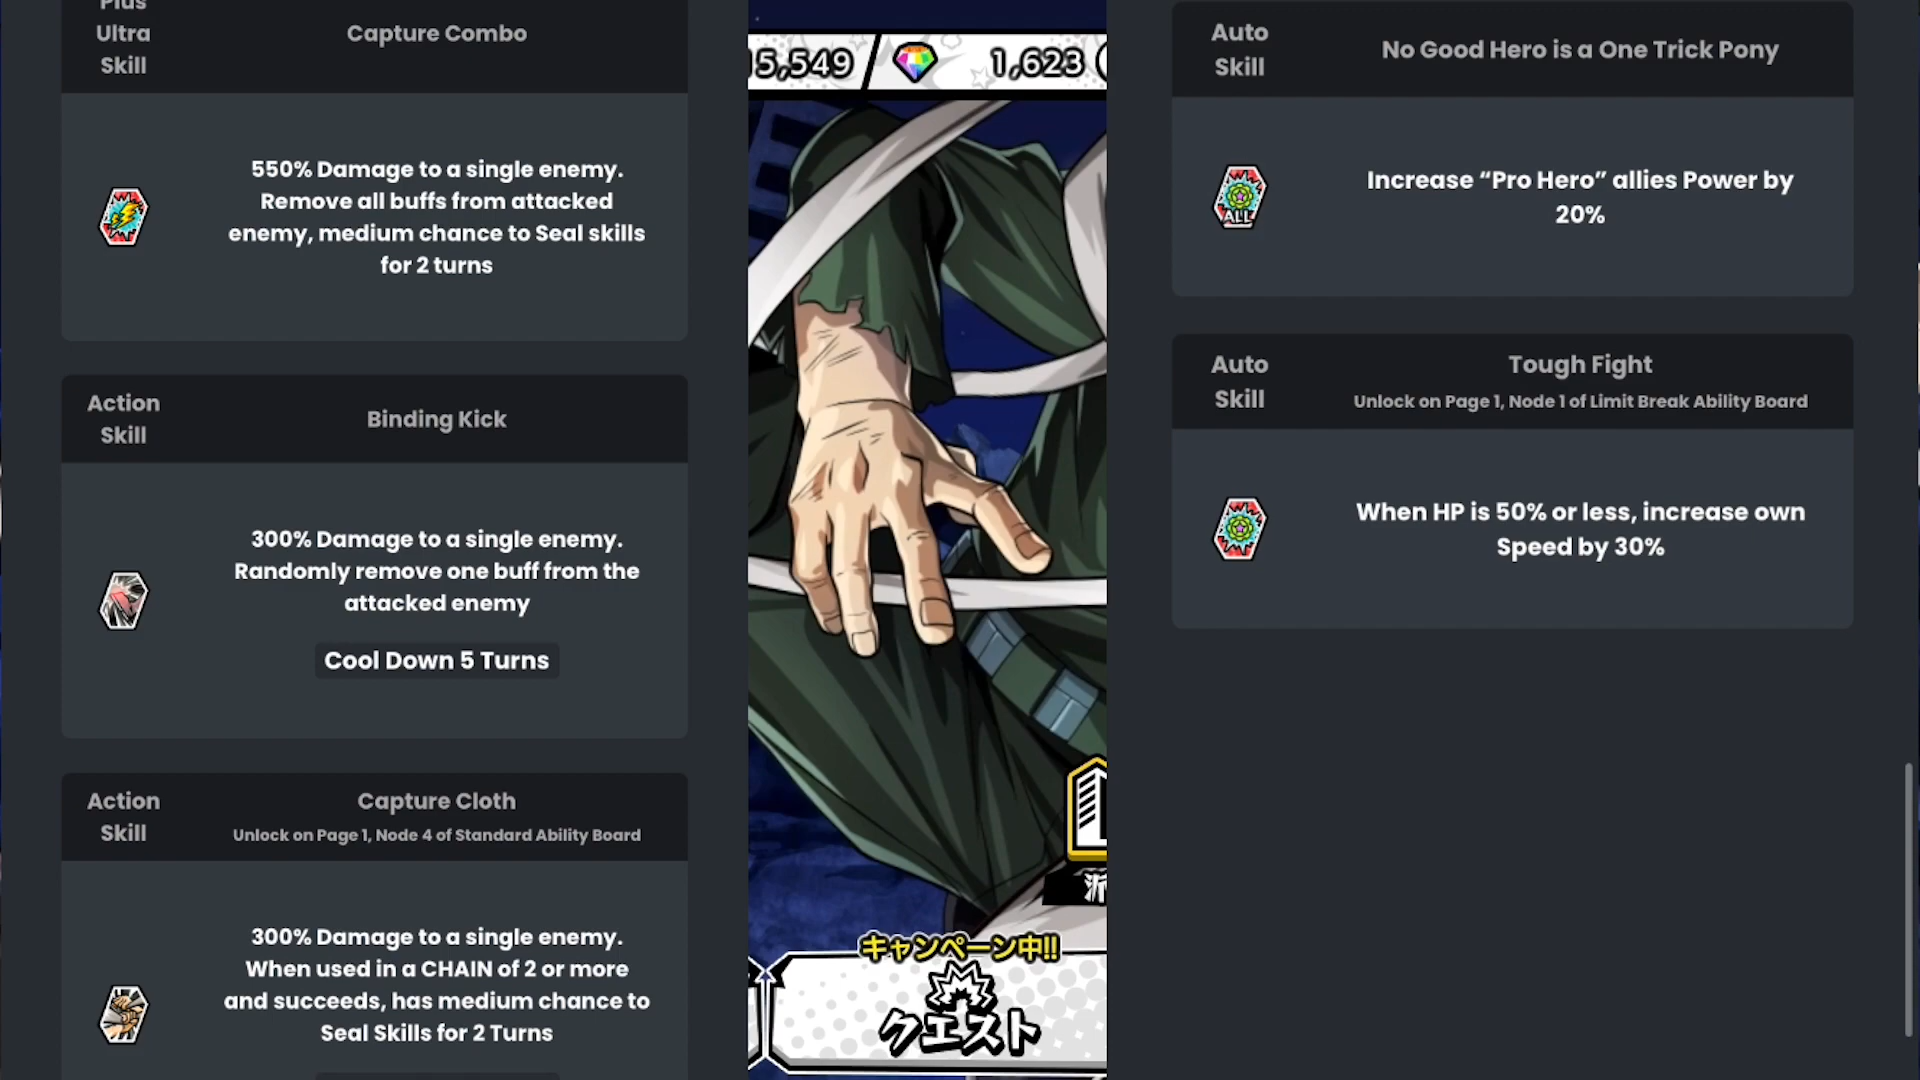 Plus
Ultra
Skill
Capture Combo
550% Damage to a single enemy.
Remove all buffs from attacked
enemy, medium chance to Seal skills
for 2 turns
Action
Skill
Binding Kick
300% Damage to a single enemy.
Randomly remove one buff from the
attacked enemy
Cool Down 5 Turns
Action
Skill
Capture Cloth
Unlock on Page 1, Node 4 of Standard Ability Board
300% Damage to a single enemy.
When used in a CHAIN of 2 or more
and succeeds, has medium chance to
Seal Skills for 2 Turns
5,549
1,623
派
キャンペーン中!!
クエスト
Auto
Skill
No Good Hero is a One Trick Pony
ALL
Increase “Pro Hero” allies Power by
20%
Auto
Skill
Tough Fight
Unlock on Page 1, Node 1 of Limit Break Ability Board
When HP is 50% or less, increase own
Speed by 30%